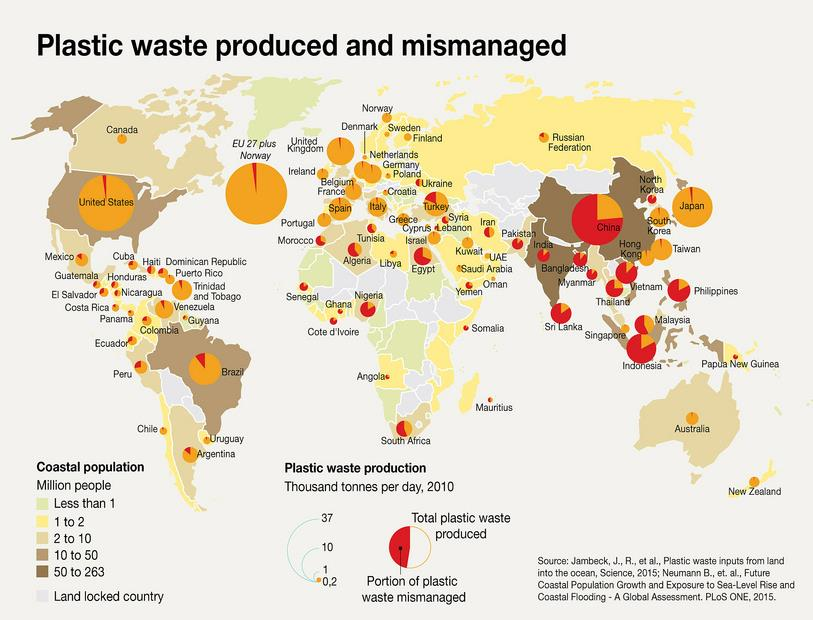 Plastic waste produced and mismanaged
Norway
Canada
Denmark
Sweden
Finland
United
Kingdom
EU 27 plus
Norway
Netherlands
Germany
Russian
Federation
Ireland
Belgium
Poland
France
Croatia
Ukraine
North
Korea
United States
Spain
Italy
Turkey
Japan
Portugal
Greece
Syria
Iran
China
South
Korea
Cyprus
Lebanon
Pakistan
Morocco
Tunisia
Israel
India
Hong
Kong
Taiwan
Mexico
Cuba
Haiti
Dominican Republic
Algeria
Libya
Kuwait
UAE
Puerto Rico
Guatemala
Honduras
Egypt
Saudi Arabia
Bangladesh
Oman
Myanmar
Vietnam
El Salvador
Nicaragua
Trinidad
and Tobago
Senegal
Nigeria
Yemen
Thailand
Philippines
Costa Rica
Venezuela
Ghana
Panama
Guyana
Cote d'Ivoire
Somalia
Sri Lanka
Malaysia
Colombia
Singapore
Ecuador
Indonesia
Papua New Guinea
Peru
Brazil
Angola
Mauritius
Chile
Uruguay
South Africa
Australia
Argentina
New Zealand
Coastal population
Million people
Less than 1
1 to 2
2 to 10
10 to 50
50 to 263
Land locked country
Plastic waste production
Thousand tonnes per day, 2010
37
10
1
0,2
Total plastic waste
produced
Portion of plastic
waste mismanaged
Source: Jambeck, J., R., et al., Plastic waste inputs from land
into the ocean, Science, 2015; Neumann B., et. al., Future
Coastal Population Growth and Exposure to Sea-Level Rise and
Coastal Flooding - A Global Assessment. PLoS ONE, 2015.